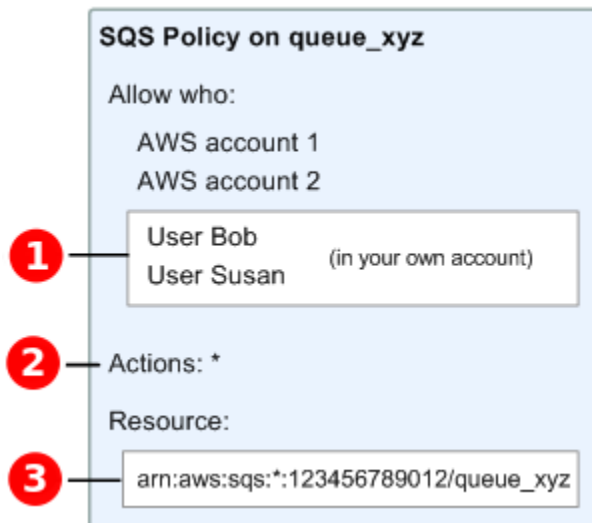 SQS Policy on queue_xyz
Allow who:
AWS account 1
AWS account 2
1
User Bob
User Susan
(in your own account)
2
Actions: *
Resource:
3
arn:aws:sqs:*:123456789012/queue_xyz